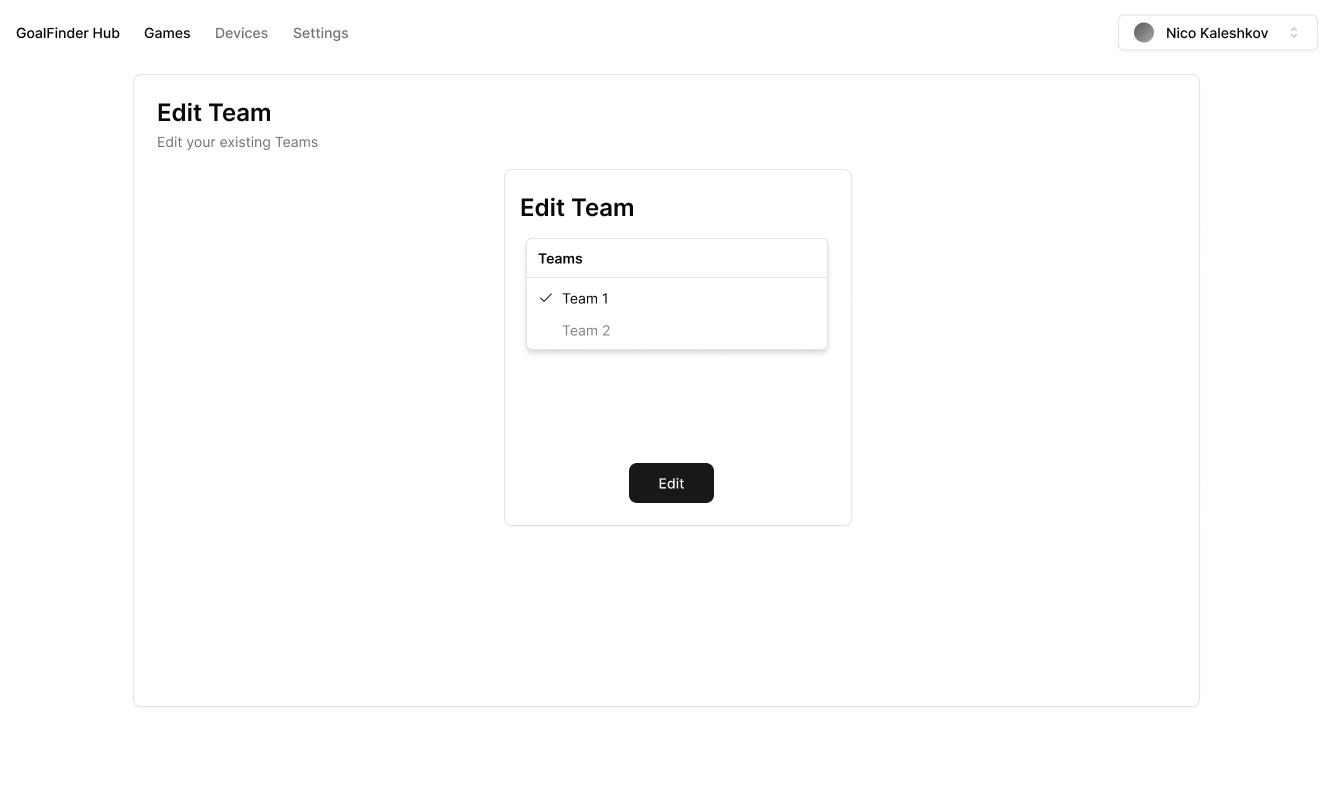 GoalFinder Hub Games Devices Settings Nico Kaleshkov
Edit Team
Edit your existing Teams
Edit Team
Teams
Team 1
Team 2
Edit